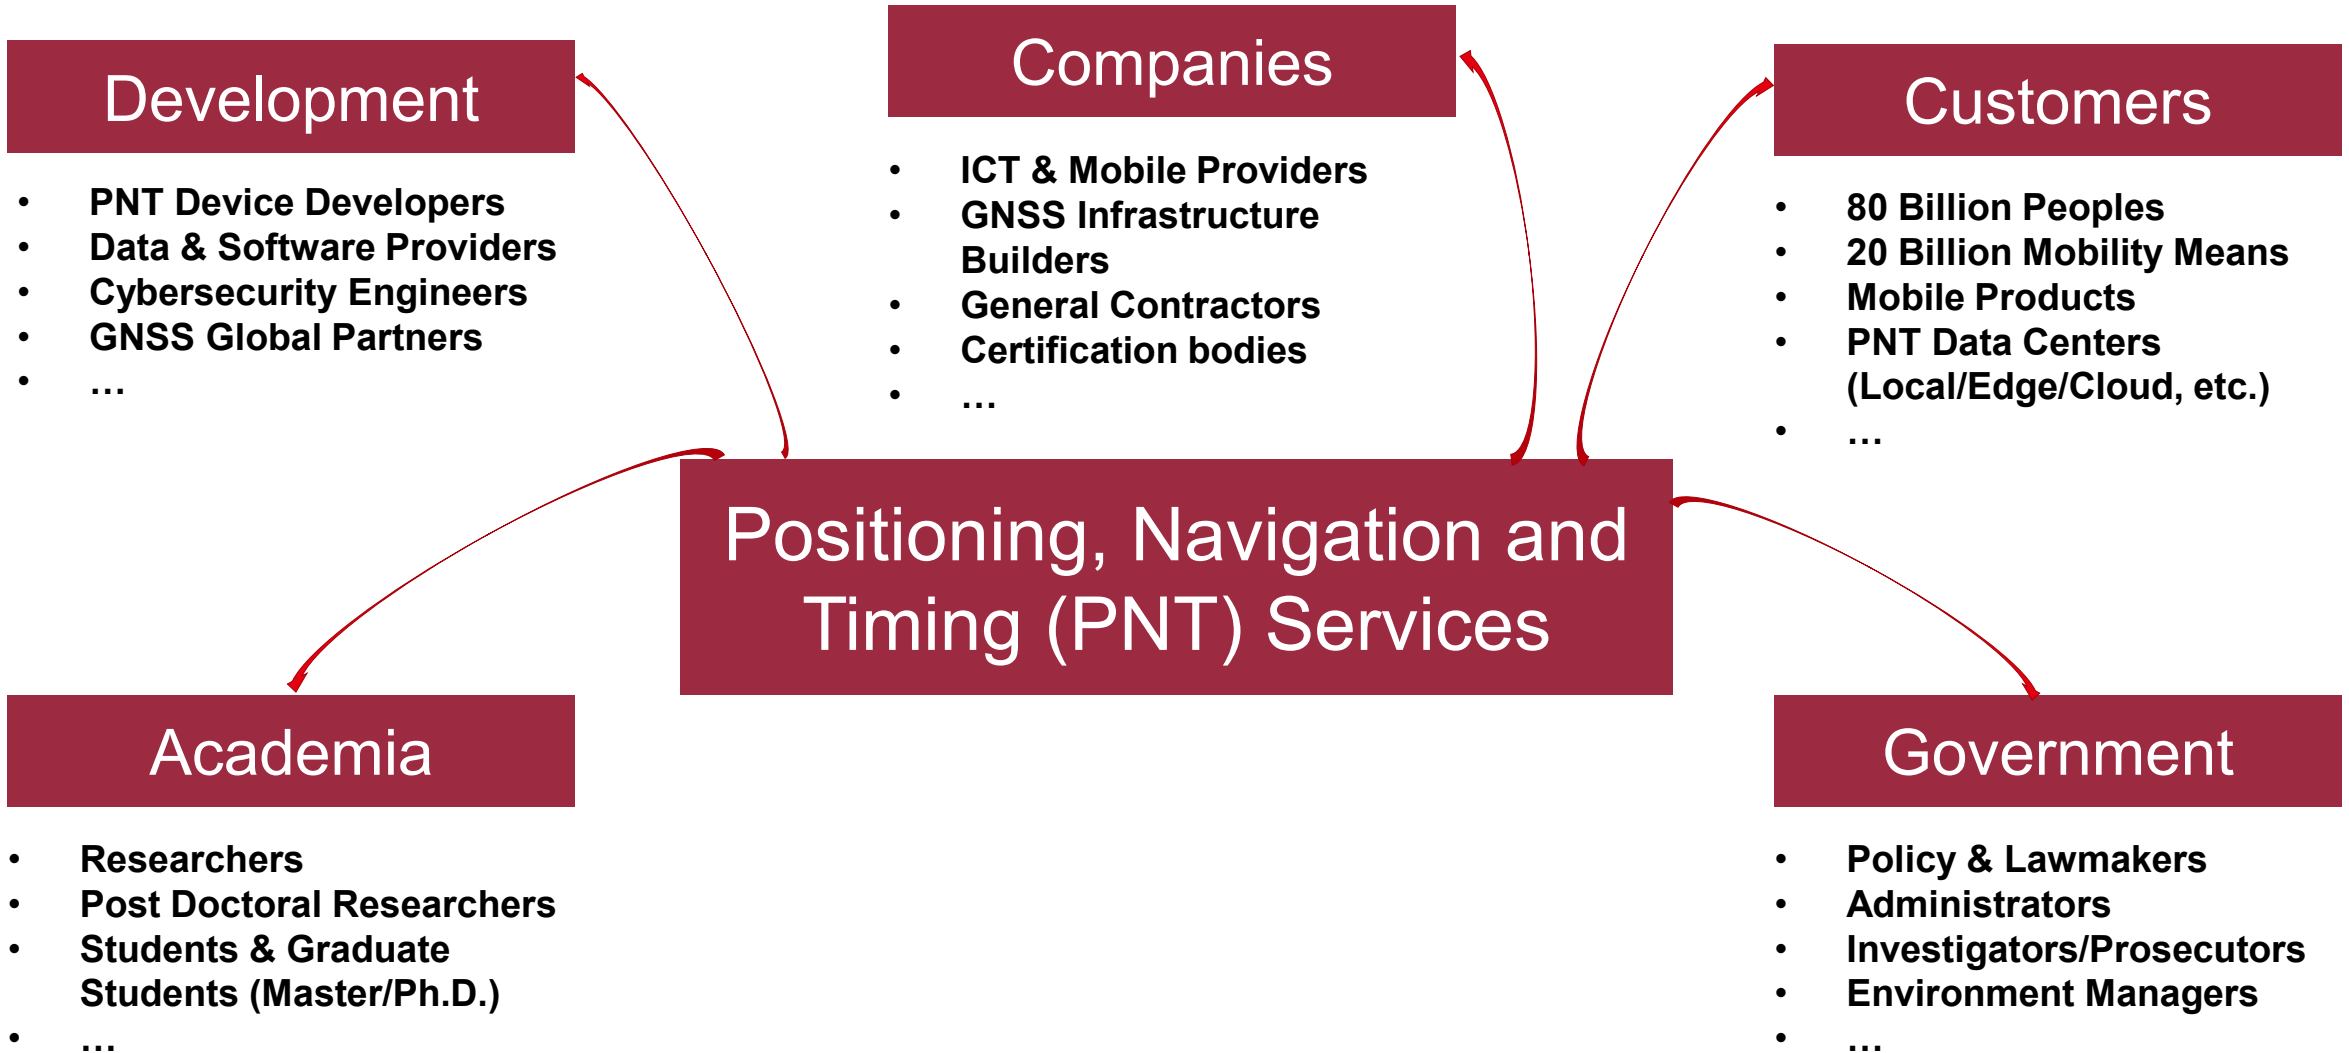 Development
• PNT Device Developers
• Data & Software Providers
• Cybersecurity Engineers
• GNSS Global Partners
• …
Companies
• ICT & Mobile Providers
• GNSS Infrastructure
Builders
• General Contractors
• Certification bodies
• …
Customers
• 80 Billion Peoples
• 20 Billion Mobility Means
• Mobile Products
• PNT Data Centers
(Local/Edge/Cloud, etc.)
• …
Positioning, Navigation and
Timing (PNT) Services
Academia
• Researchers
• Post Doctoral Researchers
• Students & Graduate
Students (Master/Ph.D.)
• …
Government
• Policy & Lawmakers
• Administrators
• Investigators/Prosecutors
• Environment Managers
• …